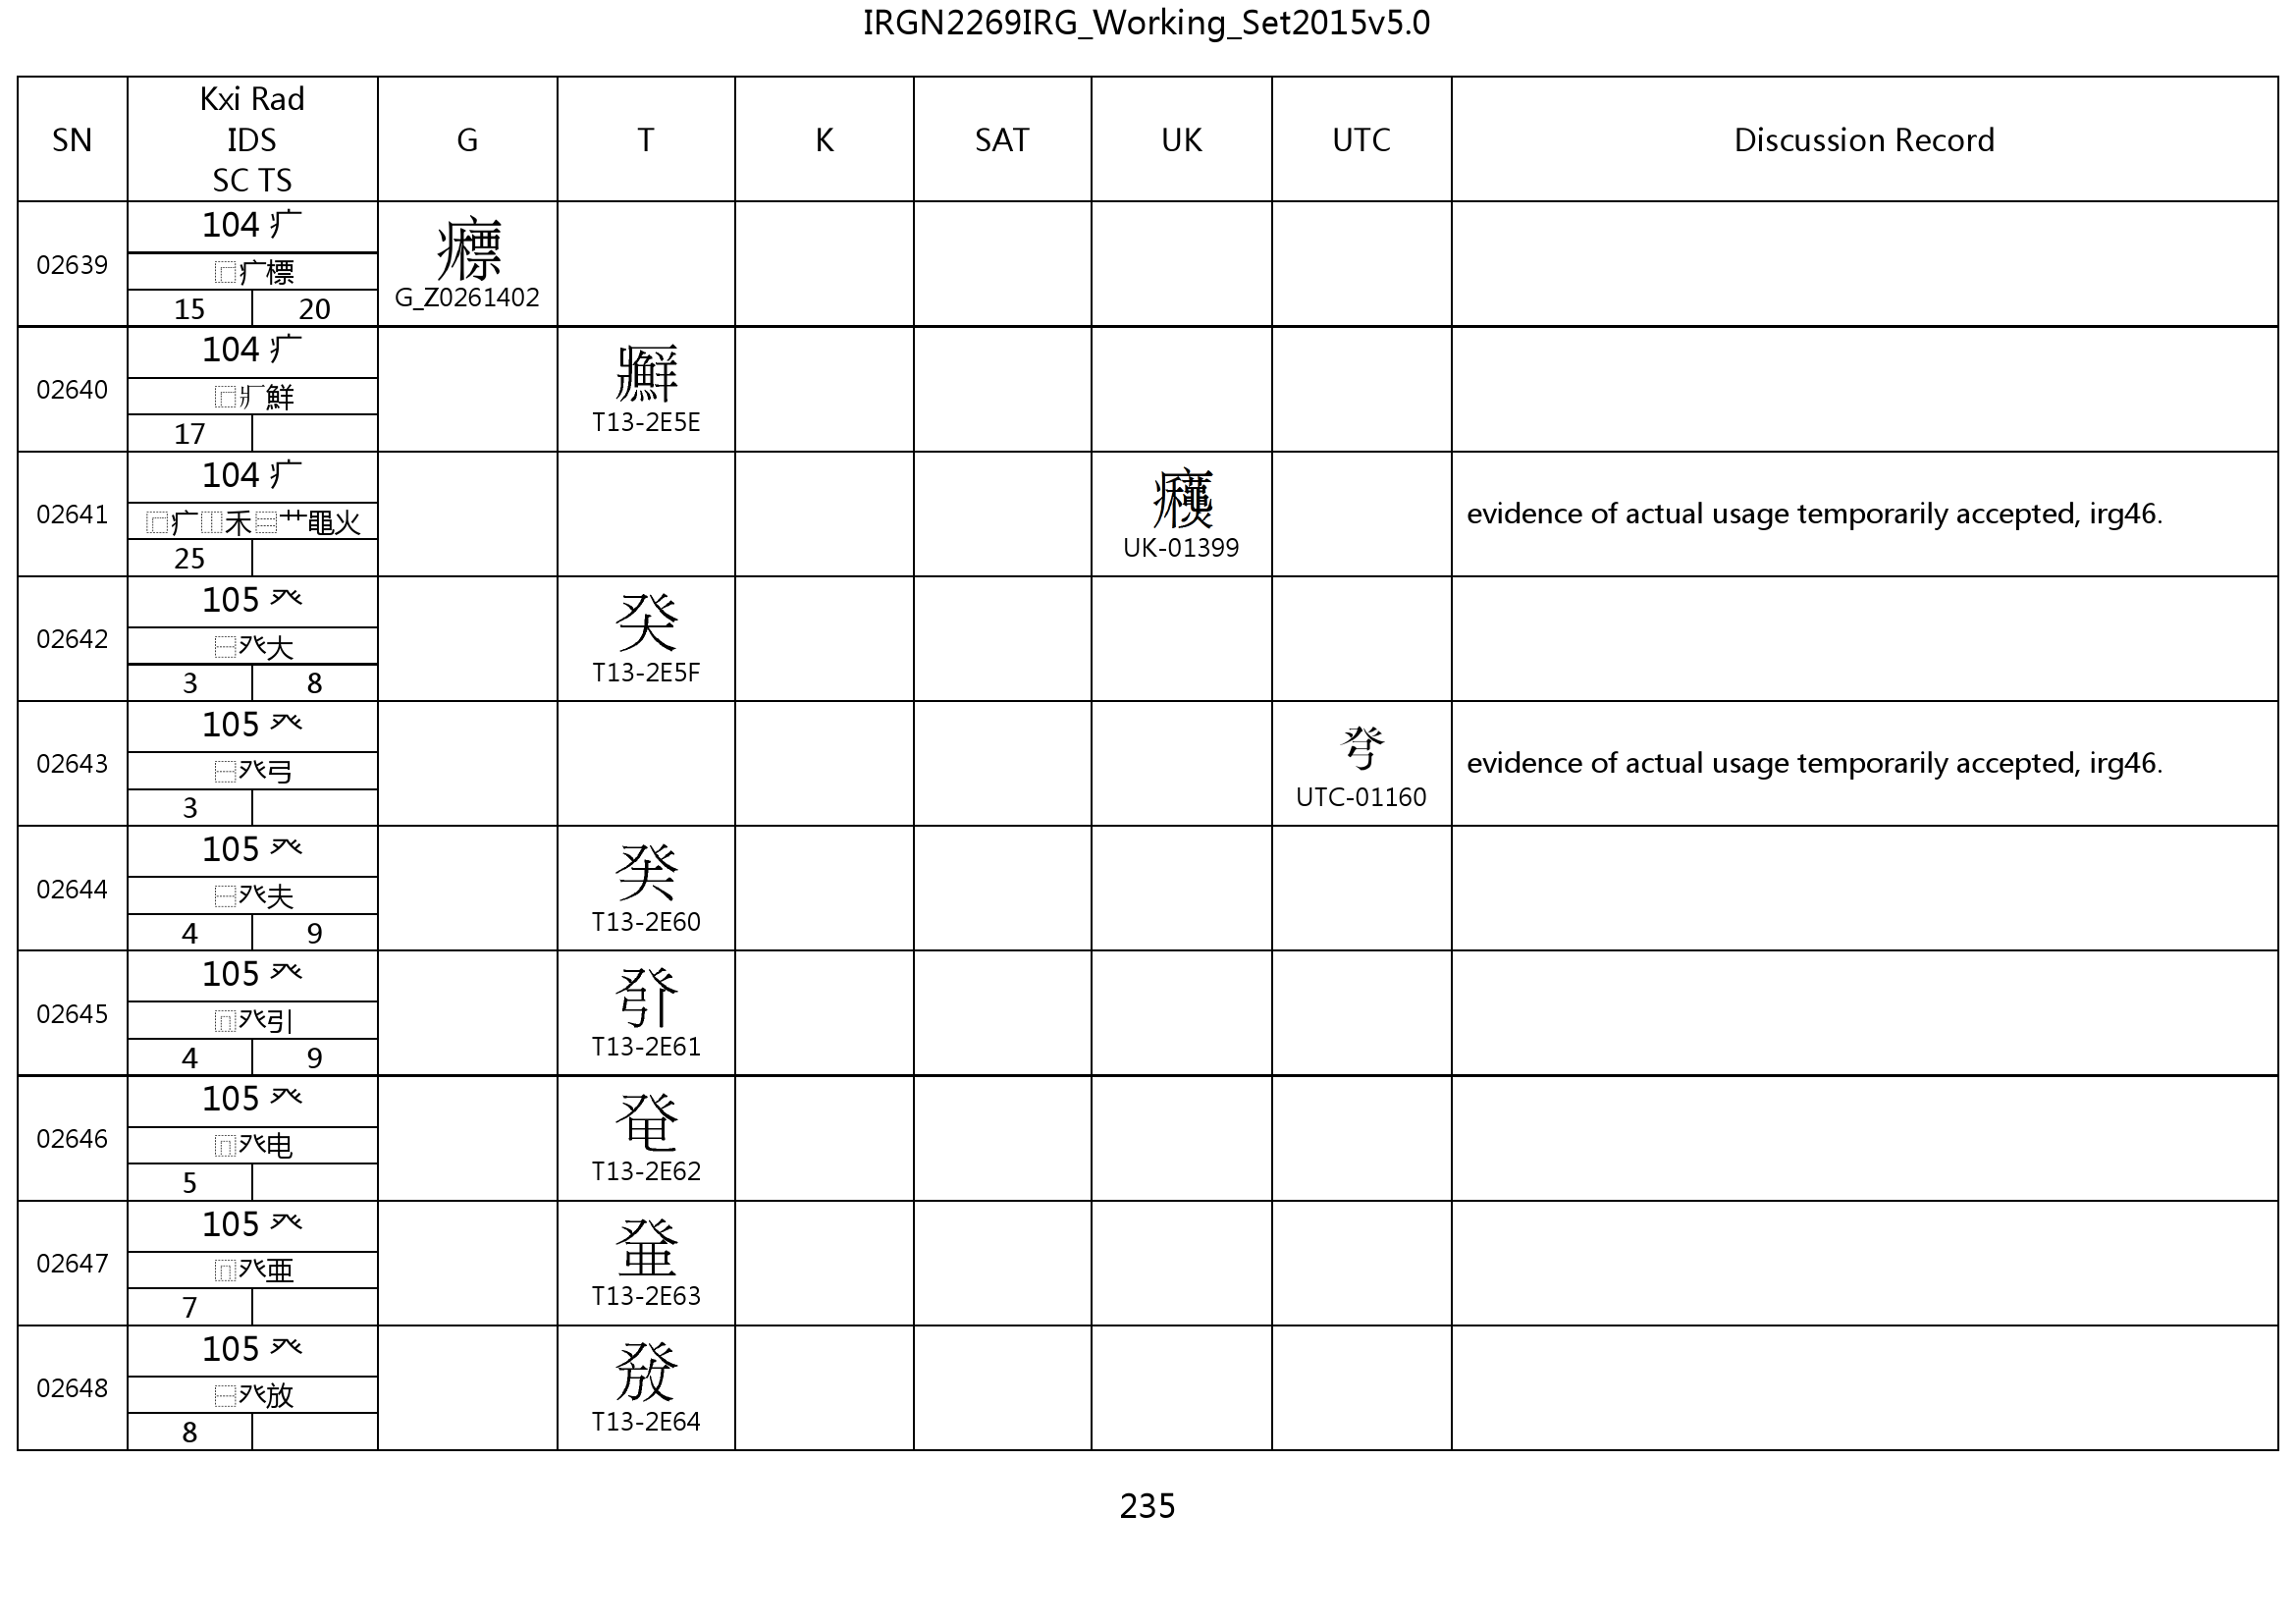 IRGN2269IRG_Working_Set2015v5.0
SN Kxi Rad IDS SC TS G T K SAT UK UTC Discussion Record
02639
104 疒
⿸疒標
15 20
G_Z0261402
02640
104 疒
⿸疒鮮
17
T13-2E5E
02641
104 疒
⿸疒⿰禾⿳艹黽火
25
UK-01399
evidence of actual usage temporarily accepted, irg46.
02642
105 癶
⿱癶大
3 8
T13-2E5F
02643
105 癶
⿱癶弓
3
UTC-01160
evidence of actual usage temporarily accepted, irg46.
02644
105 癶
⿱癶夫
4 9
T13-2E60
02645
105 癶
⿵癶引
4 9
T13-2E61
02646
105 癶
⿵癶电
5
T13-2E62
02647
105 癶
⿵癶亜
7
T13-2E63
02648
105 癶
⿱癶放
8
T13-2E64
235